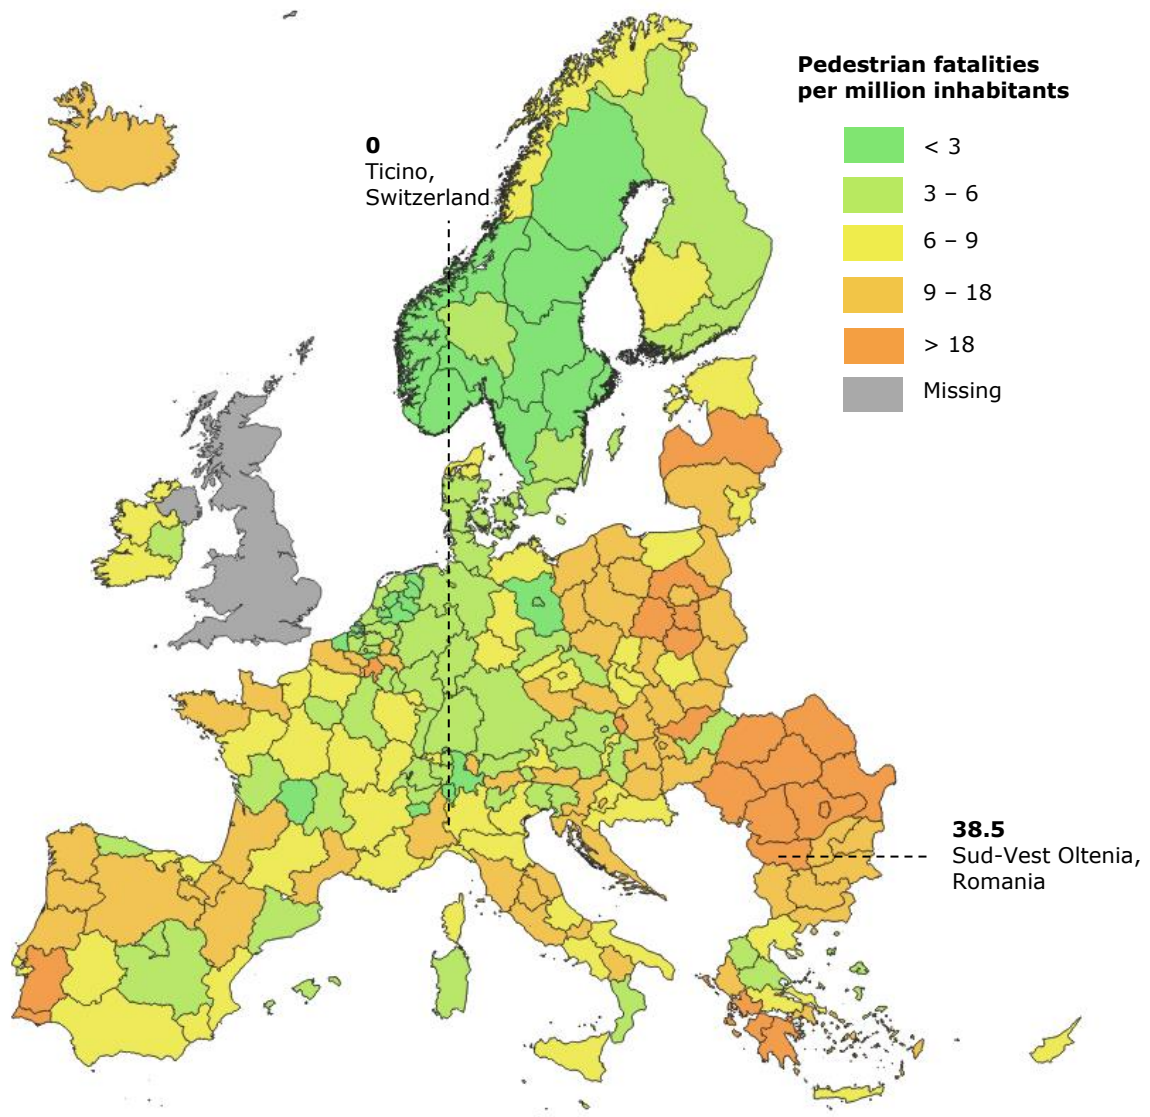 Pedestrian fatalities
per million inhabitants
< 3
3 – 6
6 – 9
9 – 18
> 18
Missing
0
Ticino,
Switzerland
38.5
Sud-Vest Oltenia,
Romania